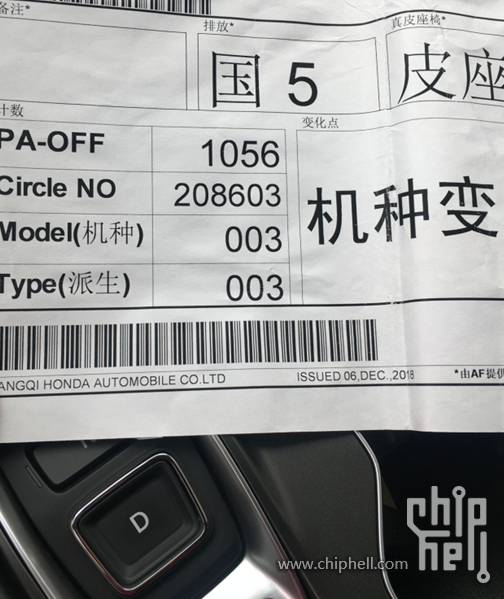 备注*
排放*
真皮座椅*
国 5
皮座
计数
变化点
PA-OFF 1056
Circle NO 208603
Model(机种) 003
Type(派生) 003
机种变
ANGQI HONDA AUTOMOBILE CO.LTD
ISSUED 06,DEC.,2018
*由AF提供
D
chip
hell
www.chiphell.com